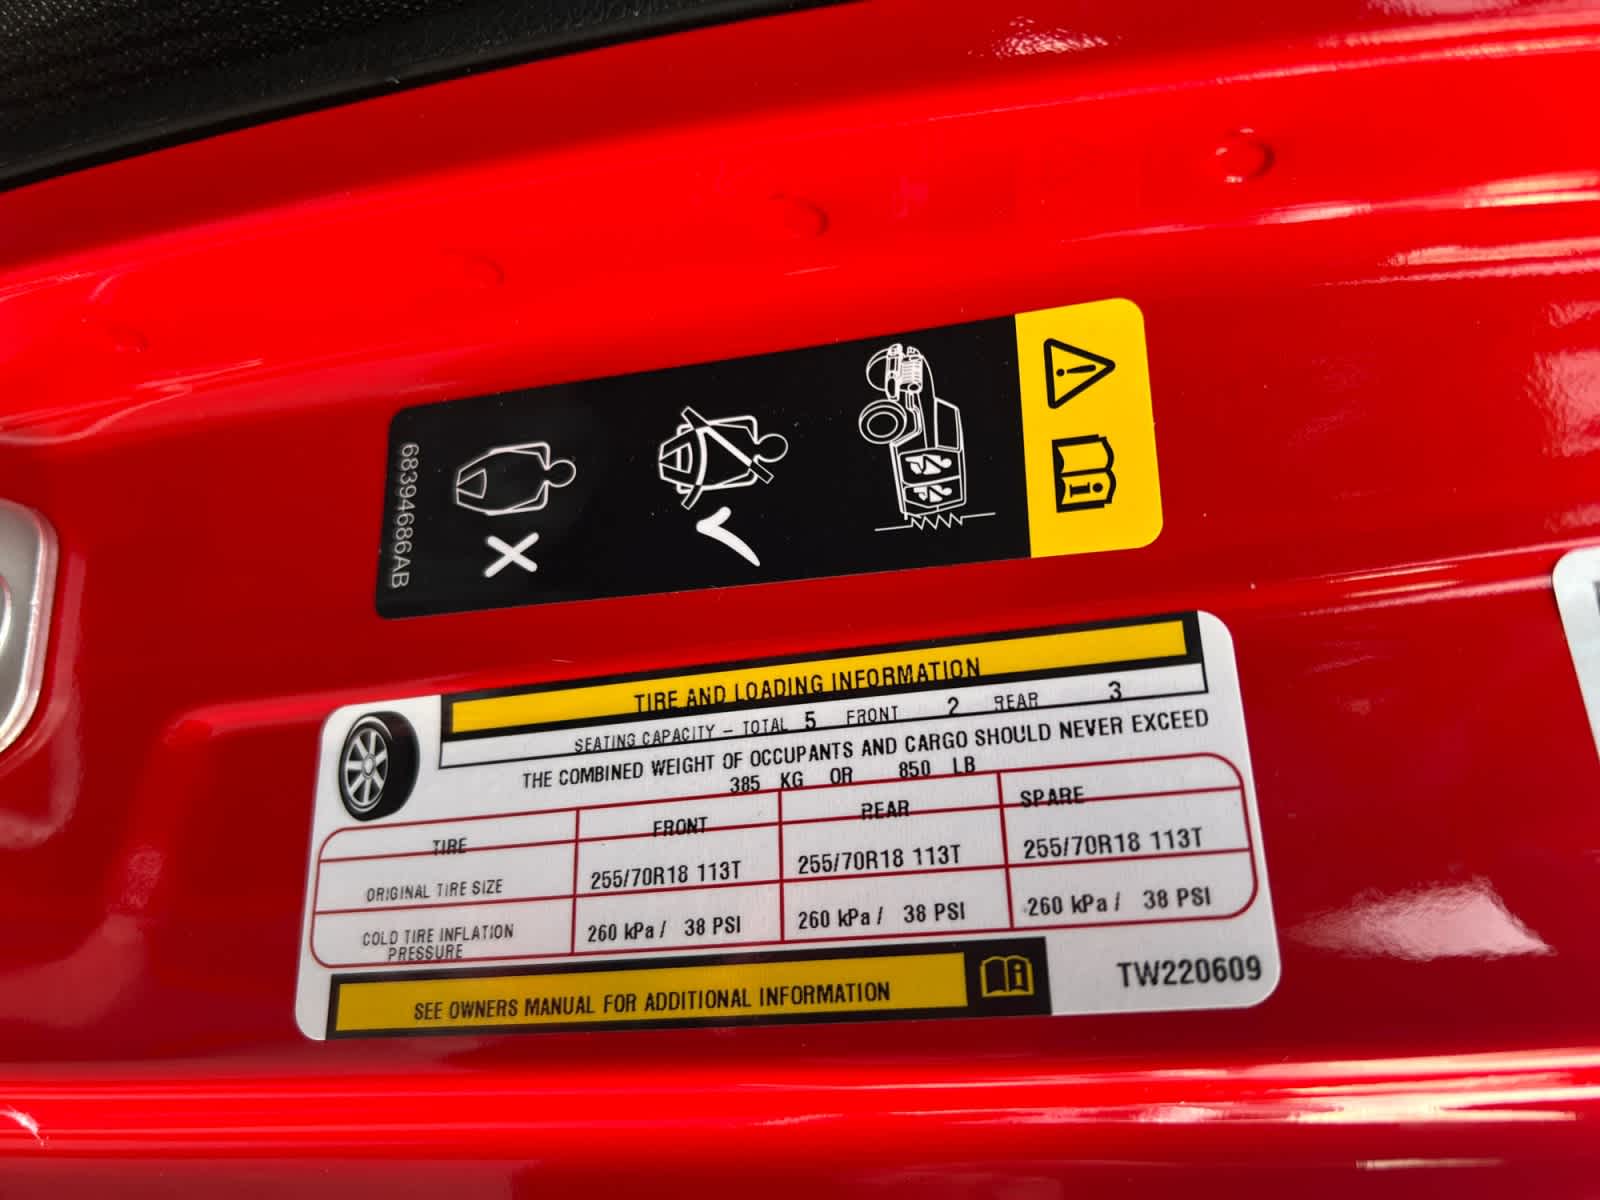 68394686AB
TIRE AND LOADING INFORMATION
SEATING CAPACITY – TOTAL 5 FRONT 2 REAR 3
THE COMBINED WEIGHT OF OCCUPANTS AND CARGO SHOULD NEVER EXCEED
385 KG OR 850 LB
TIRE FRONT REAR SPARE
ORIGINAL TIRE SIZE 255/70R18 113T 255/70R18 113T 255/70R18 113T
COLD TIRE INFLATION PRESSURE 260 kPa / 38 PSI 260 kPa / 38 PSI 260 kPa / 38 PSI
SEE OWNERS MANUAL FOR ADDITIONAL INFORMATION
TW220609